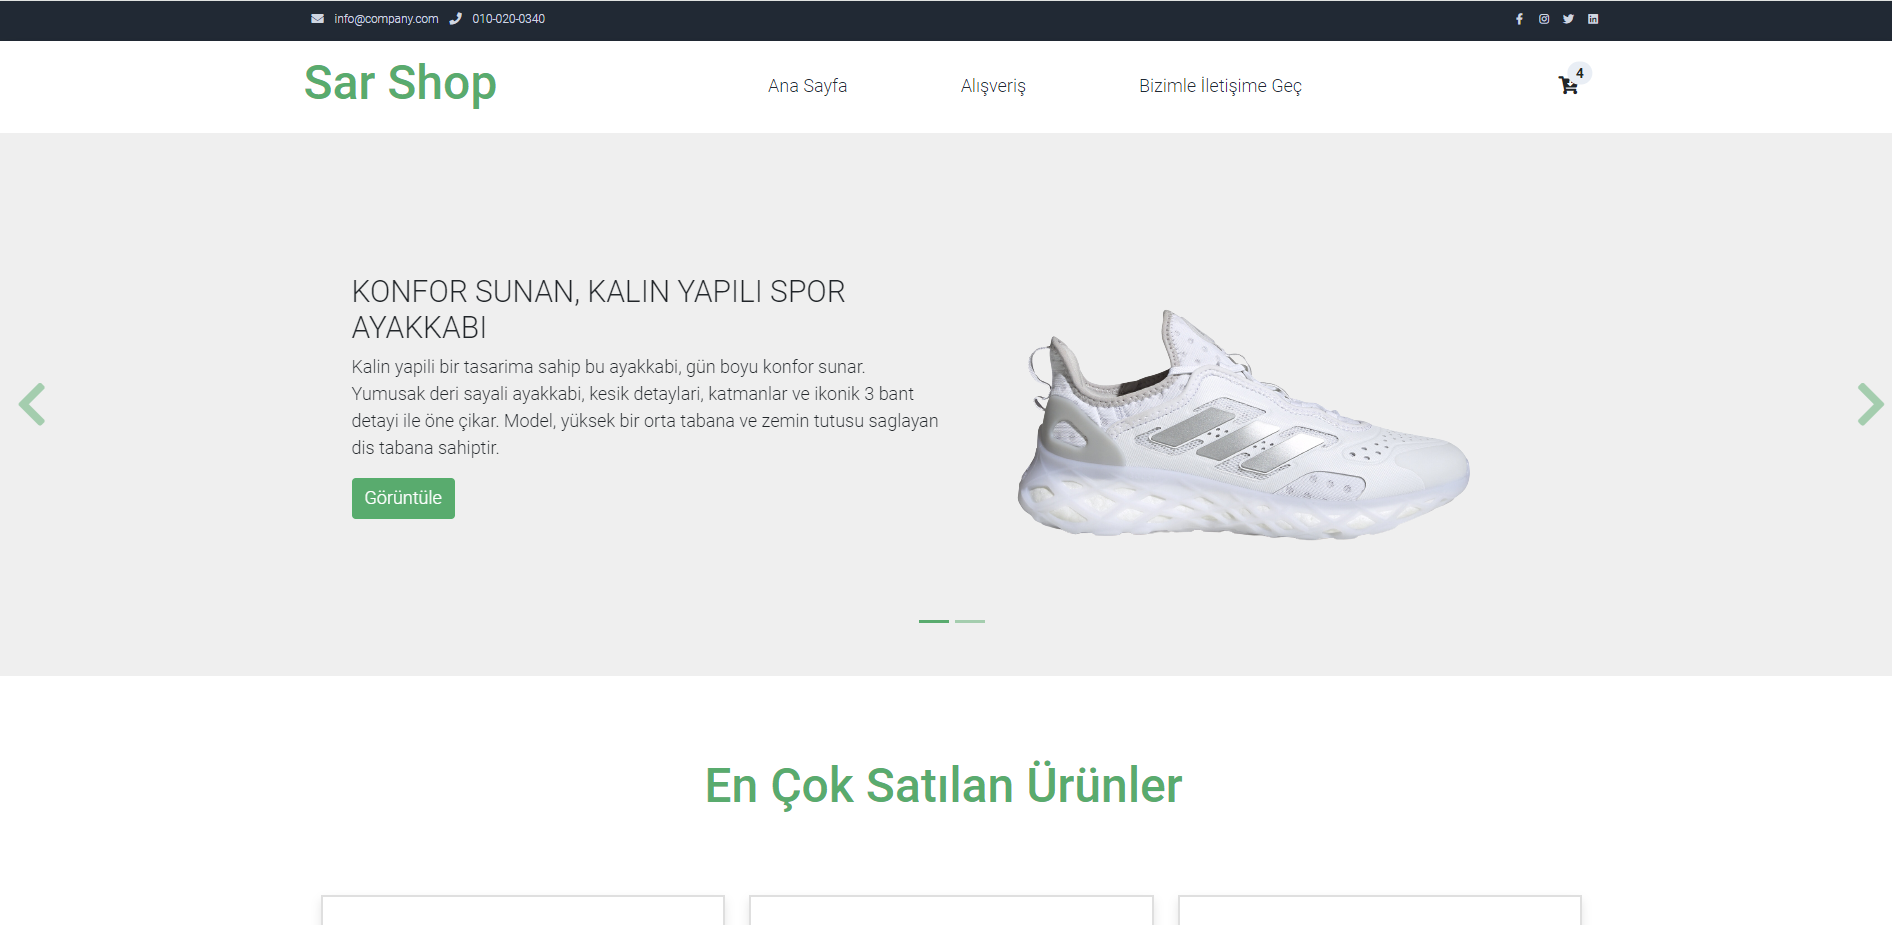 info@company.com 010-020-0340
Sar Shop
Ana Sayfa
Alışveriş
Bizimle İletişime Geç
4
KONFOR SUNAN, KALIN YAPILI SPOR
AYAKKABI
Kalin yapili bir tasarima sahip bu ayakkabi, gün boyu konfor sunar.
Yumusak deri sayali ayakkabi, kesik detaylari, katmanlar ve ikonik 3 bant
detayi ile öne çikar. Model, yüksek bir orta tabana ve zemin tutusu saglayan
dis tabana sahiptir.
Görüntüle
En Çok Satılan Ürünler